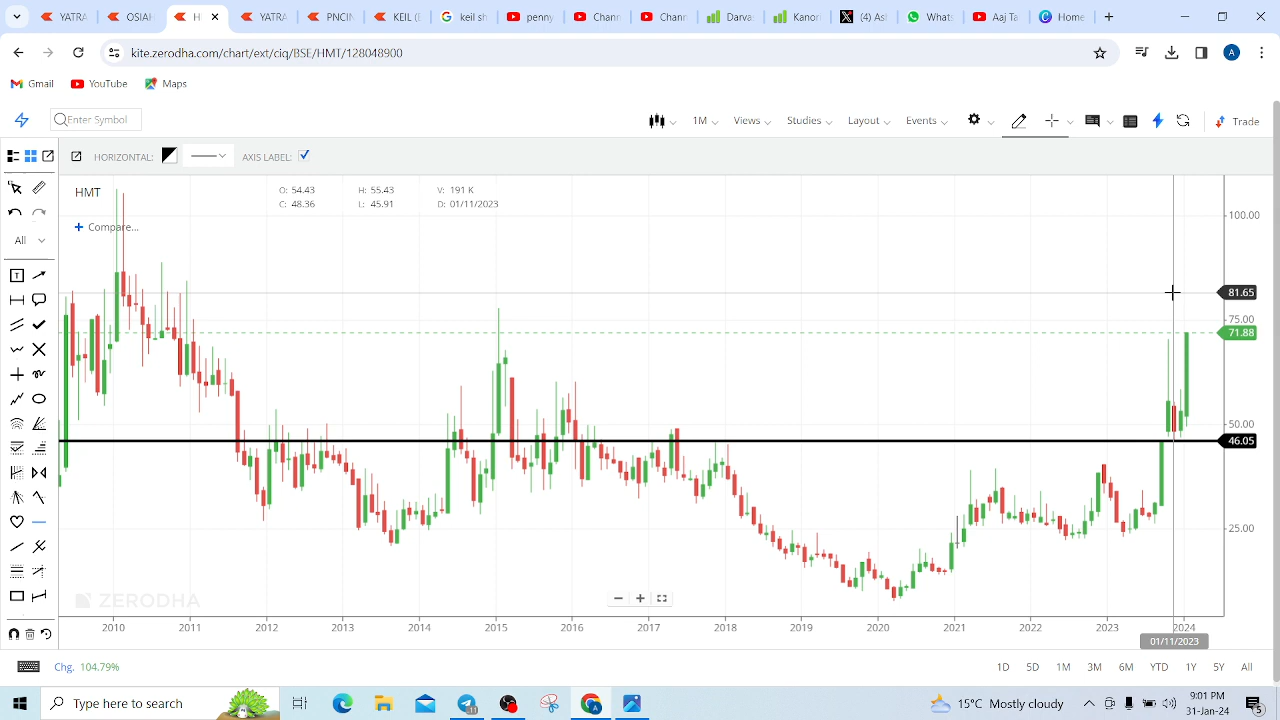 OSWA
H
YATRA
PNCIN
KEIL (
keil sh
penny
Chann
Chann
Darva
Kanor
(4)
Whats
Aaj ka
Home
kite.zerodha.com/chart/ext/ciq/BSE/HMT/128048900
A
Gmail
YouTube
Maps
Enter Symbol
1M
Views
Studies
Layout
Events
Trade
HORIZONTAL:
AXIS LABEL:
HMT
O: 54.43 H: 55.43 V: 191 K
C: 48.36 L: 45.91 D: 01/11/2023
Compare...
All
100.00
81.65
75.00
71.88
50.00
46.05
25.00
ZERODHA
2010 2011 2012 2013 2014 2015 2016 2017 2018 2019 2020 2021 2022 2023 2024
01/11/2023
Chg. 104.79%
1D 5D 1M 3M 6M YTD 1Y 5Y All
Type here to search
11
15°C Mostly cloudy
9:01 PM
31-Jan-24
5